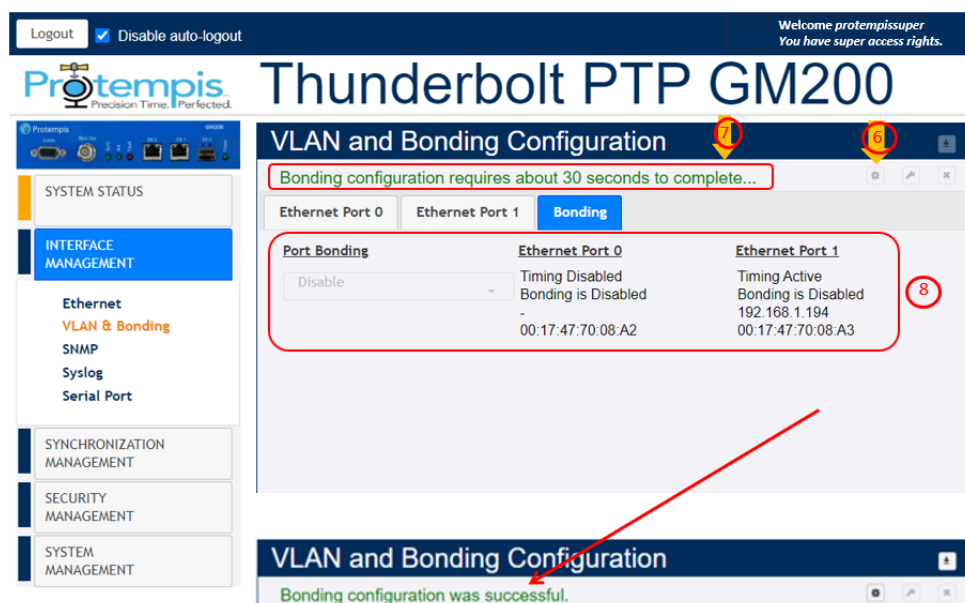 Logout
Disable auto-logout
Welcome protempissuper
You have super access rights.
Protempis
Precision Time. Perfected.
Thunderbolt PTP GM200
Protempis
GM200
VLAN and Bonding Configuration
7
6
Bonding configuration requires about 30 seconds to complete...
SYSTEM STATUS
Ethernet Port 0
Ethernet Port 1
Bonding
INTERFACE
MANAGEMENT
Port Bonding
Ethernet Port 0
Ethernet Port 1
Disable
Timing Disabled
Bonding is Disabled
-
00:17:47:70:08:A2
Timing Active
Bonding is Disabled
192.168.1.194
00:17:47:70:08:A3
8
Ethernet
VLAN & Bonding
SNMP
Syslog
Serial Port
SYNCHRONIZATION
MANAGEMENT
SECURITY
MANAGEMENT
SYSTEM
MANAGEMENT
VLAN and Bonding Configuration
Bonding configuration was successful.